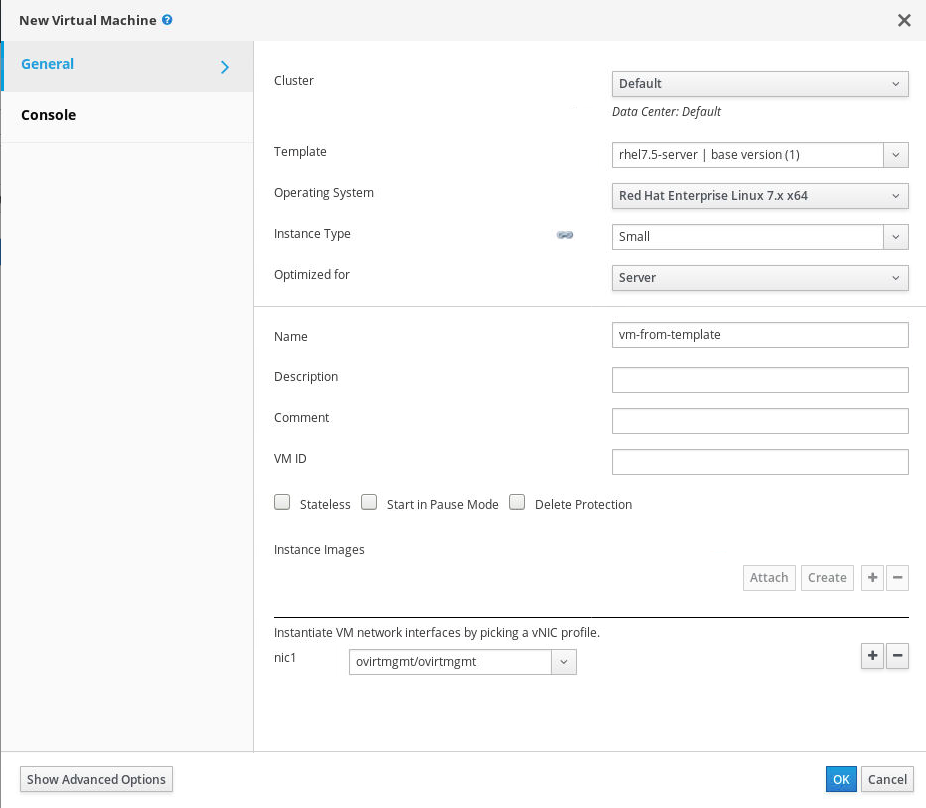 New Virtual Machine
General
Console
Cluster Default
Data Center: Default
Template rhel7.5-server | base version (1)
Operating System Red Hat Enterprise Linux 7.x x64
Instance Type Small
Optimized for Server
Name vm-from-template
Description
Comment
VM ID
Stateless Start in Pause Mode Delete Protection
Instance Images
Attach Create + −
Instantiate VM network interfaces by picking a vNIC profile.
nic1 ovirtmgmt/ovirtmgmt + −
Show Advanced Options OK Cancel